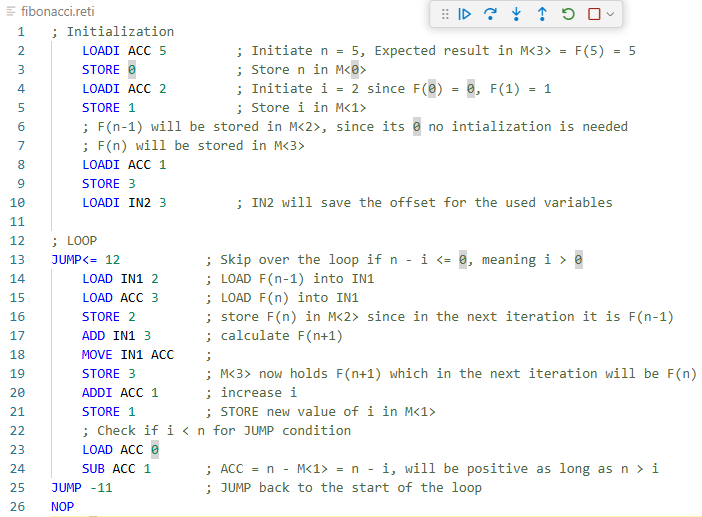 fibonacci.reti
1 ; Initialization
2 LOADI ACC 5 ; Initiate n = 5, Expected result in M<3> = F(5) = 5
3 STORE 0 ; Store n in M<0>
4 LOADI ACC 2 ; Initiate i = 2 since F(0) = 0, F(1) = 1
5 STORE 1 ; Store i in M<1>
6 ; F(n-1) will be stored in M<2>, since its 0 no intialization is needed
7 ; F(n) will be stored in M<3>
8 LOADI ACC 1
9 STORE 3
10 LOADI IN2 3 ; IN2 will save the offset for the used variables
11
12 ; LOOP
13 JUMP<= 12 ; Skip over the loop if n - i <= 0, meaning i > 0
14 LOAD IN1 2 ; LOAD F(n-1) into IN1
15 LOAD ACC 3 ; LOAD F(n) into IN1
16 STORE 2 ; store F(n) in M<2> since in the next iteration it is F(n-1)
17 ADD IN1 3 ; calculate F(n+1)
18 MOVE IN1 ACC ;
19 STORE 3 ; M<3> now holds F(n+1) which in the next iteration will be F(n)
20 ADDI ACC 1 ; increase i
21 STORE 1 ; STORE new value of i in M<1>
22 ; Check if i < n for JUMP condition
23 LOAD ACC 0
24 SUB ACC 1 ; ACC = n - M<1> = n - i, will be positive as long as n > i
25 JUMP -11 ; JUMP back to the start of the loop
26 NOP